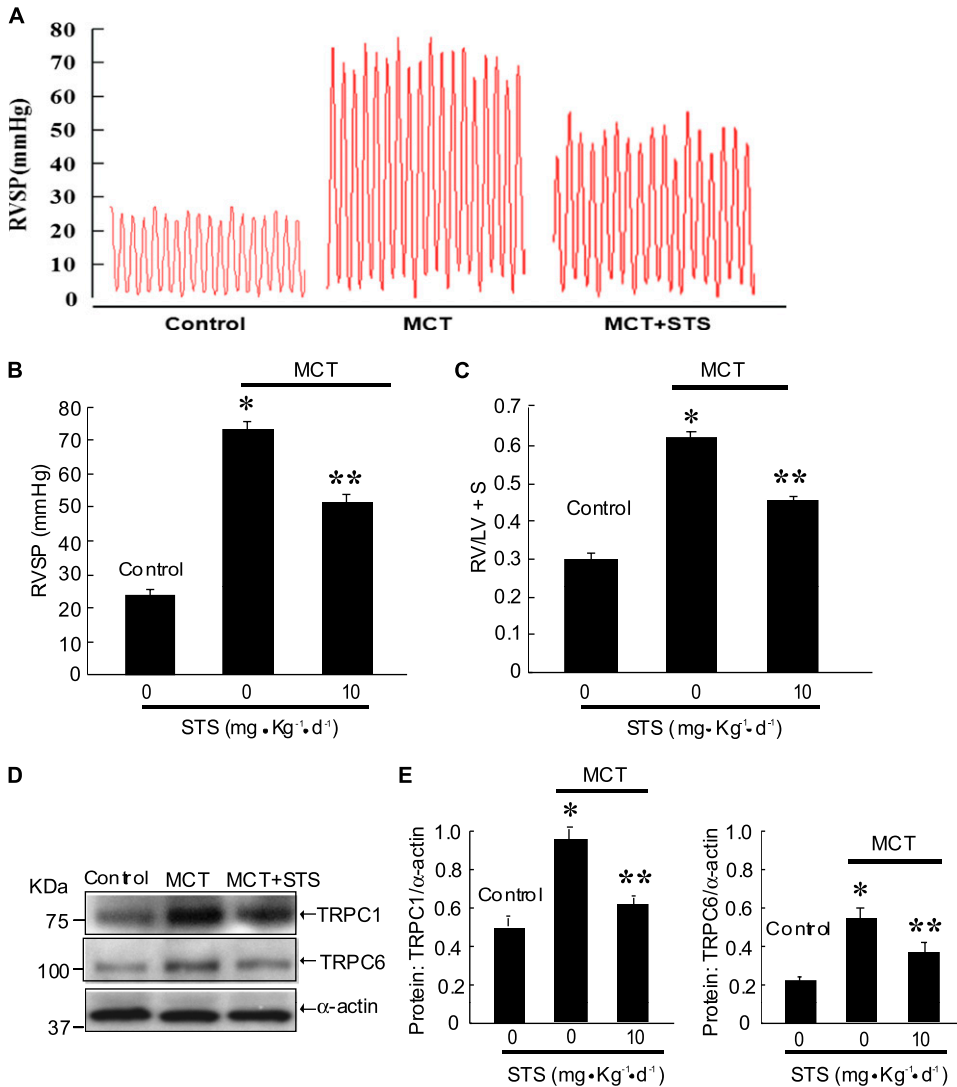 A
RVSP(mmHg)
80
70
60
50
40
30
20
10
0
Control
MCT
MCT+STS
B
MCT
RVSP (mmHg)
80
70
60
50
40
30
20
10
0
Control
*
**
0
0
10
STS (mg•Kg⁻¹•d⁻¹)
C
MCT
RV/LV + S
0.7
0.6
0.5
0.4
0.3
0.2
0.1
0
Control
*
**
0
0
10
STS (mg•Kg⁻¹•d⁻¹)
D
KDa
Control
MCT
MCT+STS
75
←TRPC1
100
←TRPC6
37
←α-actin
E
MCT
Protein: TRPC1/α-actin
1.0
0.8
0.6
0.4
0.2
0
Control
*
**
0
0
10
STS (mg•Kg⁻¹•d⁻¹)
MCT
Protein: TRPC6/α-actin
1.0
0.8
0.6
0.4
0.2
0
Control
*
**
0
0
10
STS (mg•Kg⁻¹•d⁻¹)